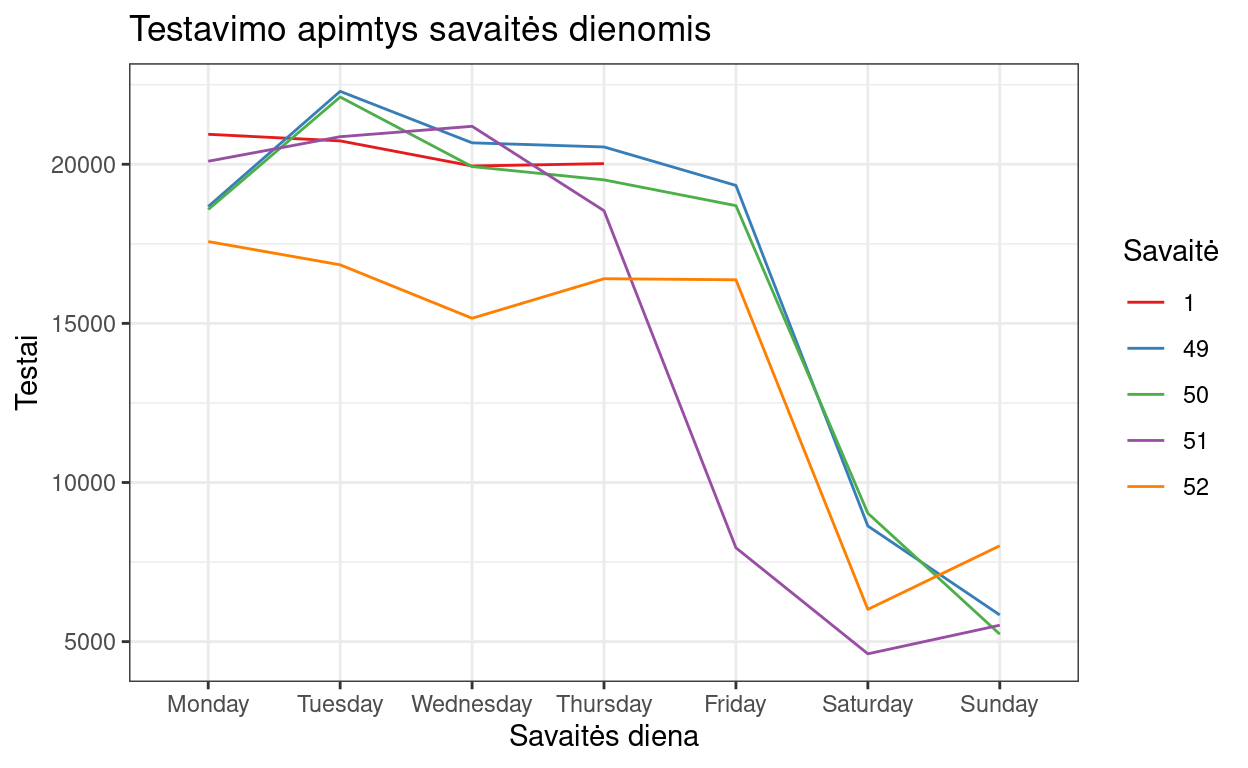 Testavimo apimtys savaitės dienomis
Testai
20000
15000
10000
5000
Monday Tuesday Wednesday Thursday Friday Saturday Sunday
Savaitės diena
Savaitė
1
49
50
51
52